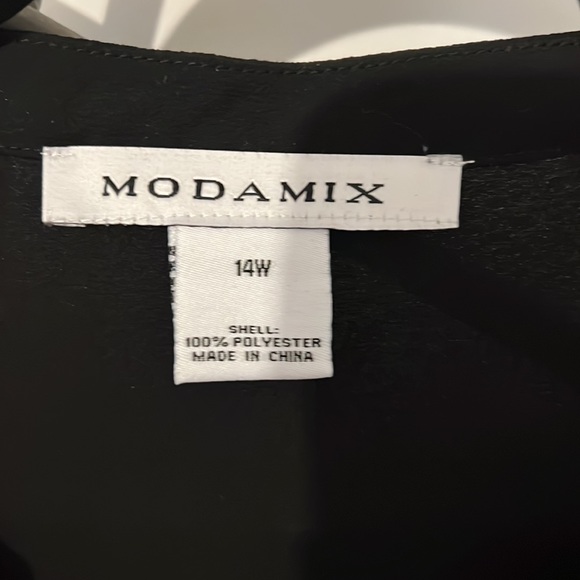 MODAMIX
14W
SHELL:
100% POLYESTER
MADE IN CHINA